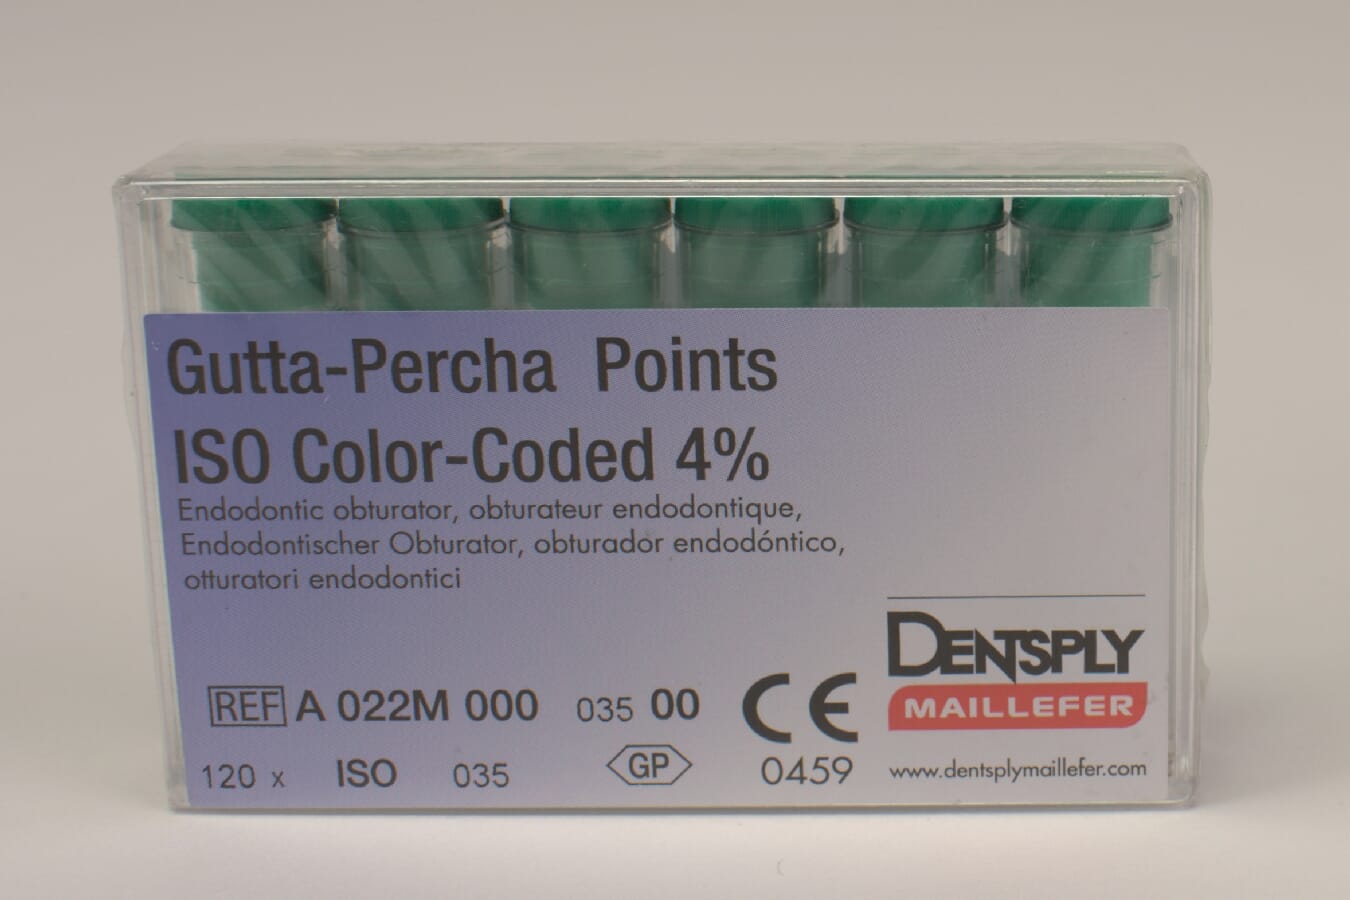 Gutta-Percha Points
ISO Color-Coded 4%
Endodontic obturator, obturateur endodontique,
Endodontischer Obturator, obturador endodóntico,
otturatori endodontici
DENTSPLY
MAILLEFER
REF A 022M 000 035 00 CE
120 x ISO 035 GP 0459 www.dentsplymaillefer.com